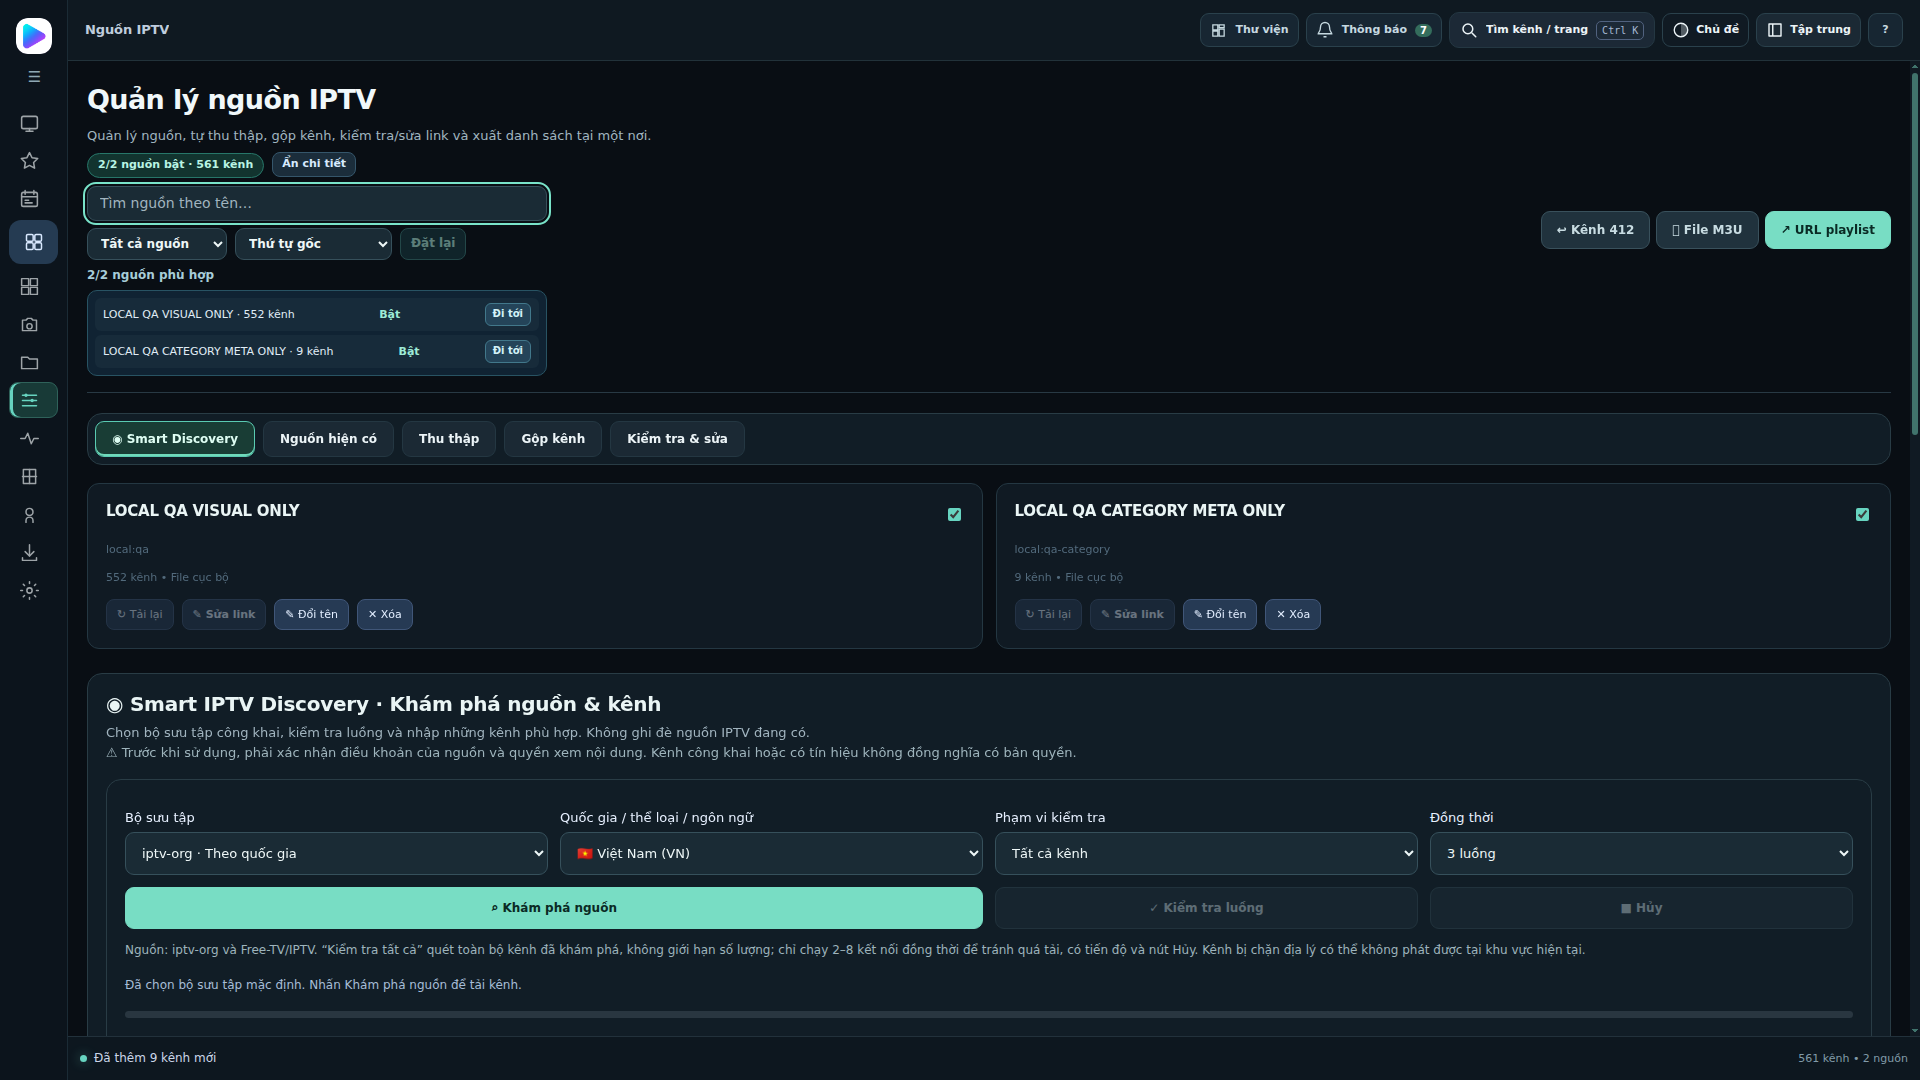 Nguồn IPTV
Thư viện
Thông báo 7
Tìm kênh / trang Ctrl K
Chủ đề
Tập trung
?
Quản lý nguồn IPTV
Quản lý nguồn, tự thu thập, gộp kênh, kiểm tra/sửa link và xuất danh sách tại một nơi.
2/2 nguồn bật · 561 kênh
Ẩn chi tiết
Tìm nguồn theo tên...
Tất cả nguồn
Thứ tự gốc
Đặt lại
↩ Kênh 412
File M3U
↗ URL playlist
2/2 nguồn phù hợp
LOCAL QA VISUAL ONLY · 552 kênh Bật Đi tới
LOCAL QA CATEGORY META ONLY · 9 kênh Bật Đi tới
◉ Smart Discovery
Nguồn hiện có
Thu thập
Gộp kênh
Kiểm tra & sửa
LOCAL QA VISUAL ONLY
local:qa
552 kênh • File cục bộ
↻ Tải lại
✎ Sửa link
✎ Đổi tên
✕ Xóa
LOCAL QA CATEGORY META ONLY
local:qa-category
9 kênh • File cục bộ
↻ Tải lại
✎ Sửa link
✎ Đổi tên
✕ Xóa
◉ Smart IPTV Discovery · Khám phá nguồn & kênh
Chọn bộ sưu tập công khai, kiểm tra luồng và nhập những kênh phù hợp. Không ghi đè nguồn IPTV đang có.
⚠ Trước khi sử dụng, phải xác nhận điều khoản của nguồn và quyền xem nội dung. Kênh công khai hoặc có tín hiệu không đồng nghĩa có bản quyền.
Bộ sưu tập
Quốc gia / thể loại / ngôn ngữ
Phạm vi kiểm tra
Đồng thời
iptv-org · Theo quốc gia
🇻🇳 Việt Nam (VN)
Tất cả kênh
3 luồng
⌕ Khám phá nguồn
✓ Kiểm tra luồng
■ Hủy
Nguồn: iptv-org và Free-TV/IPTV. “Kiểm tra tất cả” quét toàn bộ kênh đã khám phá, không giới hạn số lượng; chỉ chạy 2–8 kết nối đồng thời để tránh quá tải, có tiến độ và nút Hủy. Kênh bị chặn địa lý có thể không phát được tại khu vực hiện tại.
Đã chọn bộ sưu tập mặc định. Nhấn Khám phá nguồn để tải kênh.
Đã thêm 9 kênh mới
561 kênh • 2 nguồn